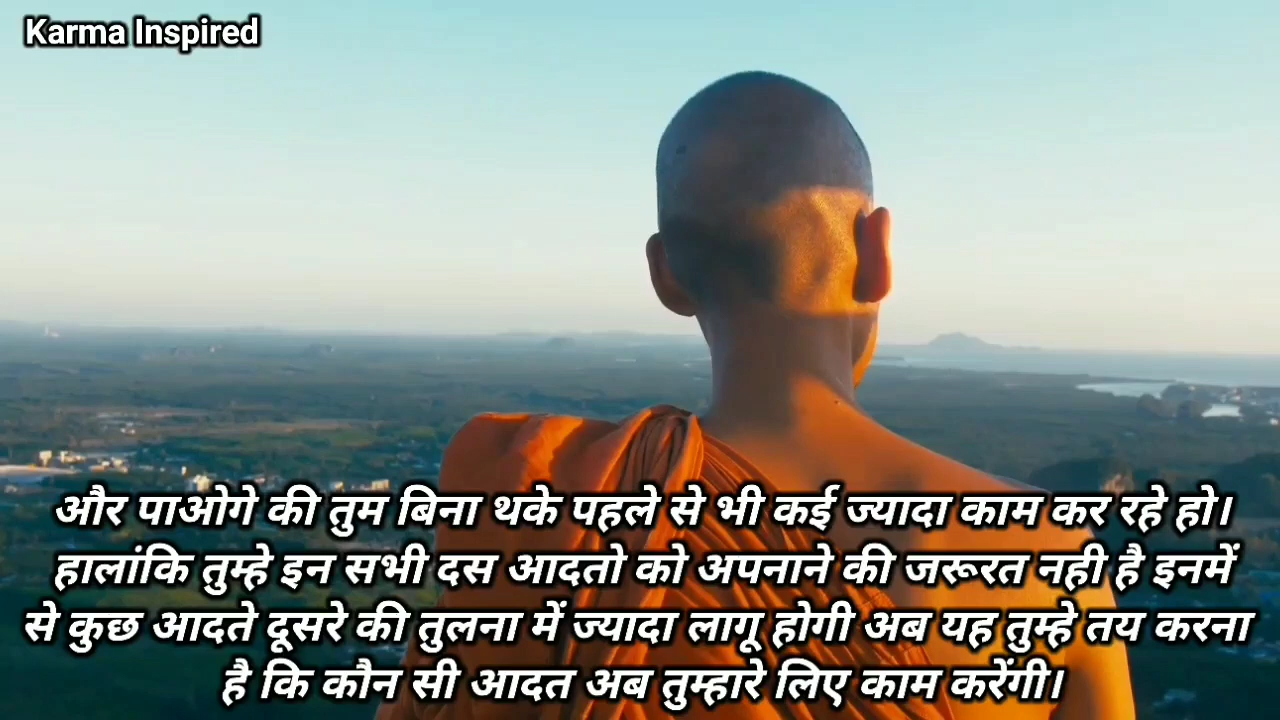 Karma Inspired
और पाओगे की तुम बिना थके पहले से भी कई ज्यादा काम कर रहे हो।
हालांकि तुम्हे इन सभी दस आदतो को अपनाने की जरूरत नही है इनमें
से कुछ आदते दूसरे की तुलना में ज्यादा लागू होगी अब यह तुम्हे तय करना
है कि कौन सी आदत अब तुम्हारे लिए काम करेंगी।